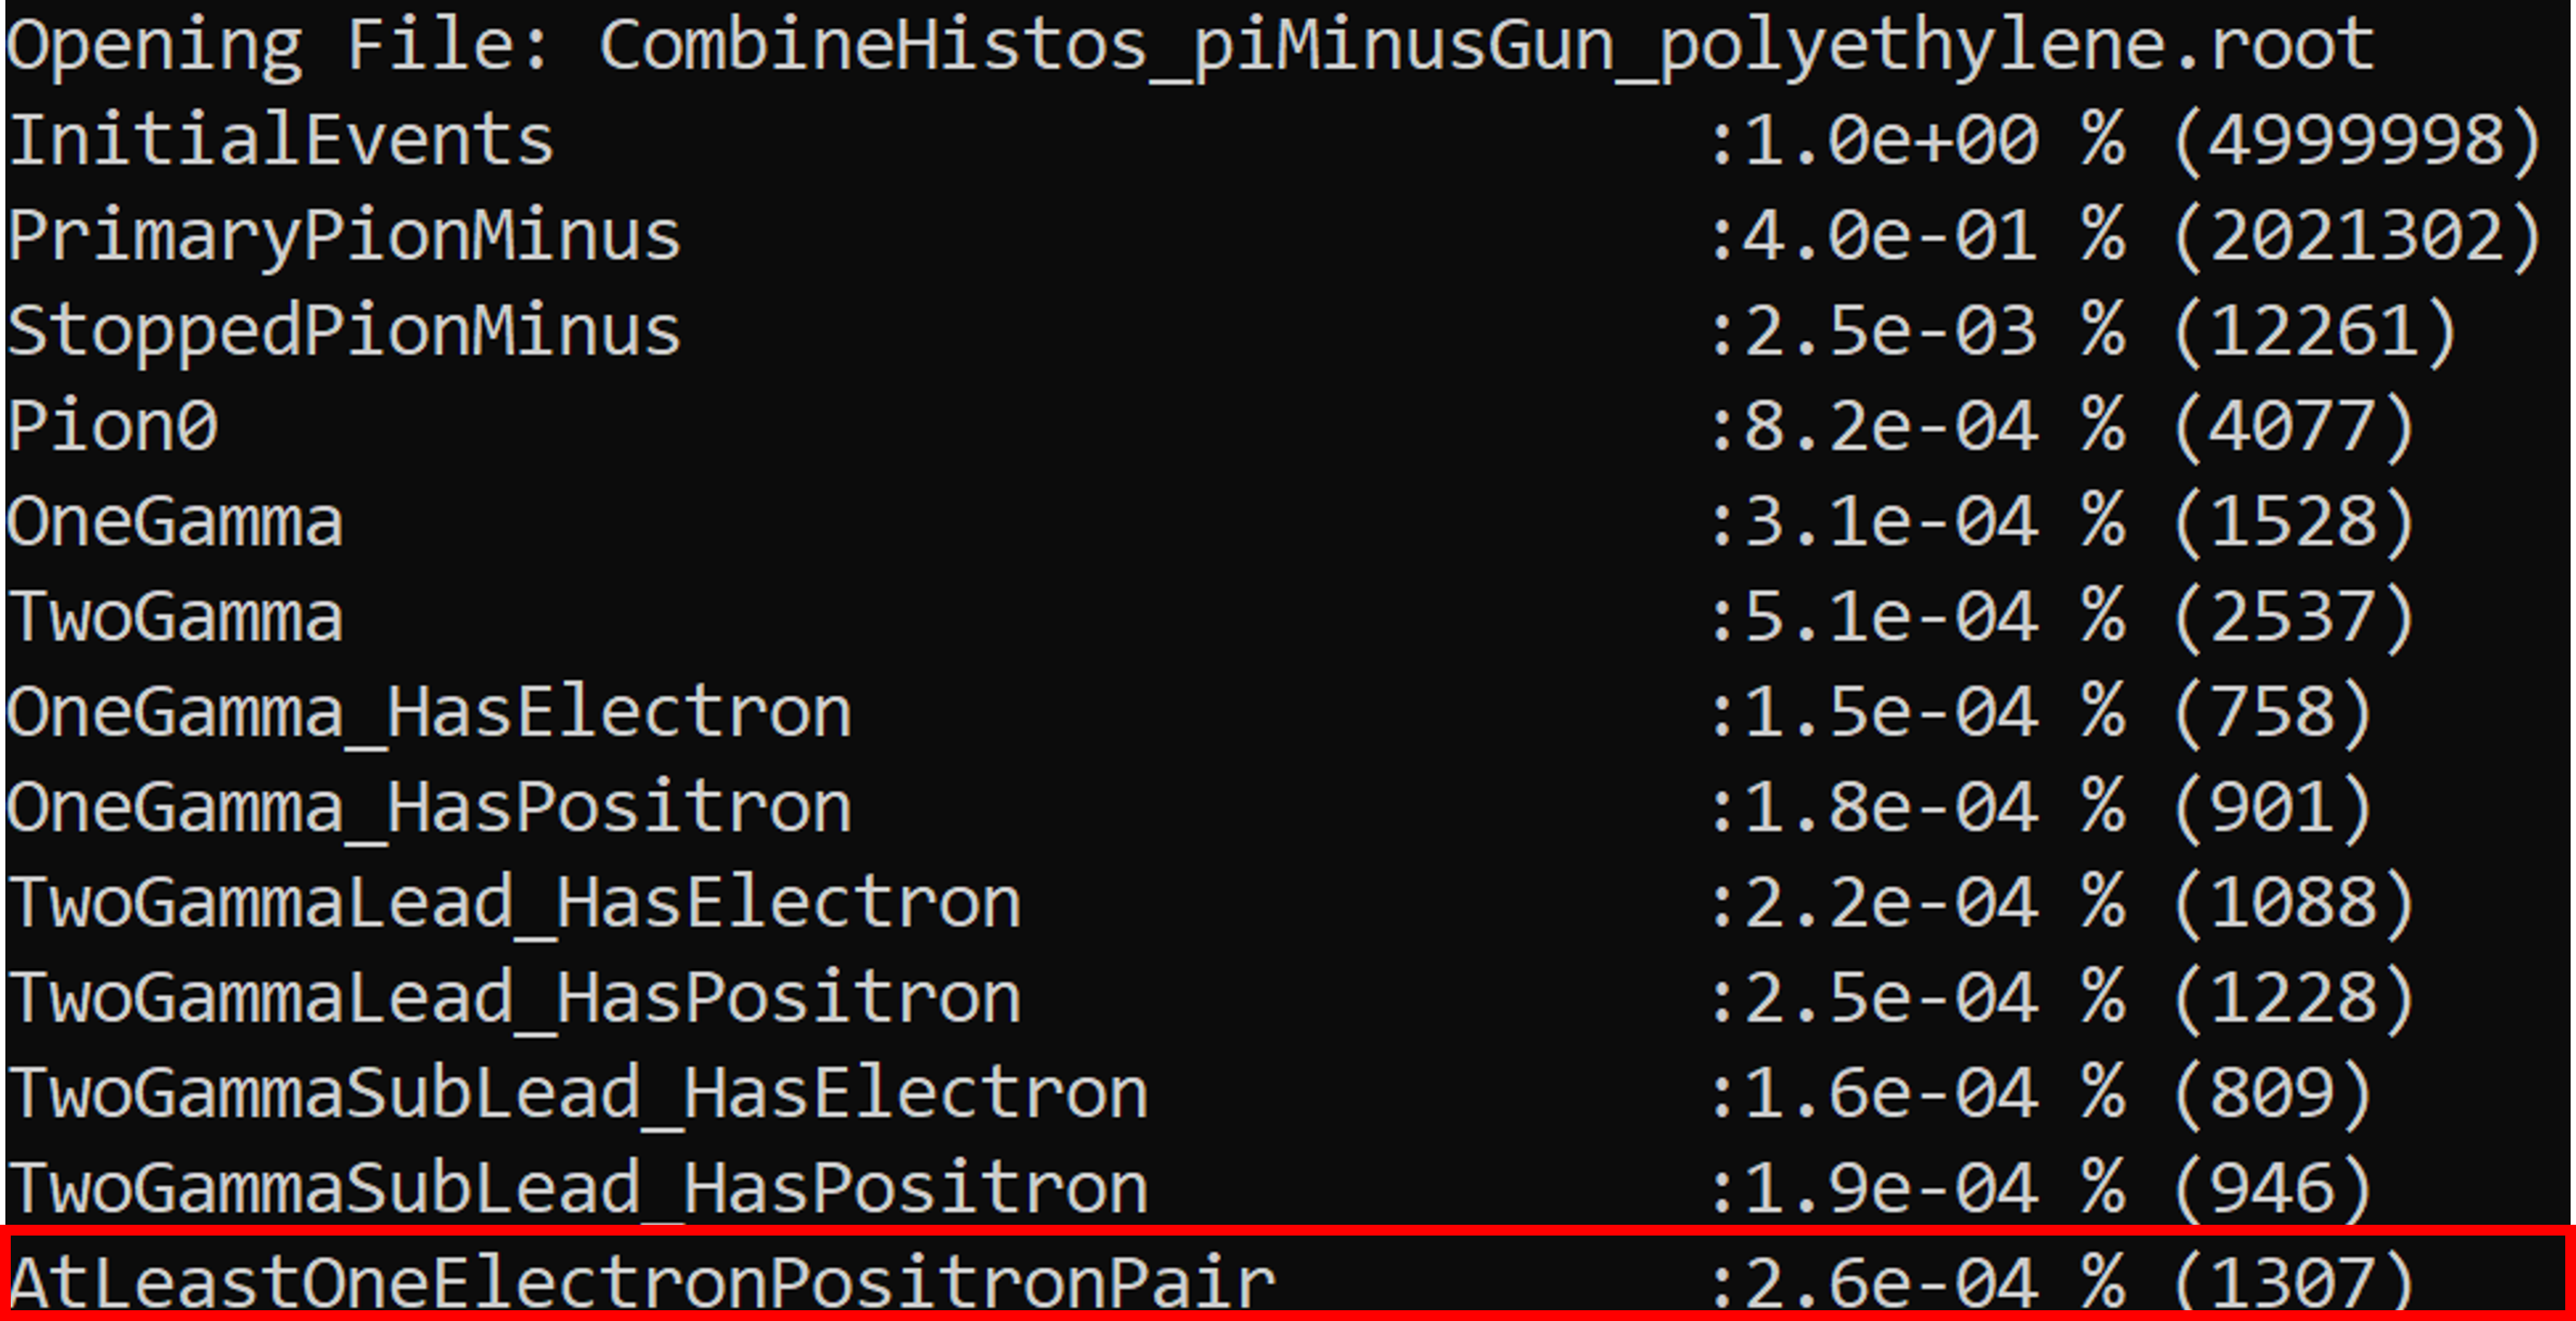 Opening File: CombineHistos_piMinusGun_polyethylene.root
InitialEvents :1.0e+00 % (4999998)
PrimaryPionMinus :4.0e-01 % (2021302)
StoppedPionMinus :2.5e-03 % (12261)
Pion0 :8.2e-04 % (4077)
OneGamma :3.1e-04 % (1528)
TwoGamma :5.1e-04 % (2537)
OneGamma_HasElectron :1.5e-04 % (758)
OneGamma_HasPositron :1.8e-04 % (901)
TwoGammaLead_HasElectron :2.2e-04 % (1088)
TwoGammaLead_HasPositron :2.5e-04 % (1228)
TwoGammaSubLead_HasElectron :1.6e-04 % (809)
TwoGammaSubLead_HasPositron :1.9e-04 % (946)
AtLeastOneElectronPositronPair :2.6e-04 % (1307)